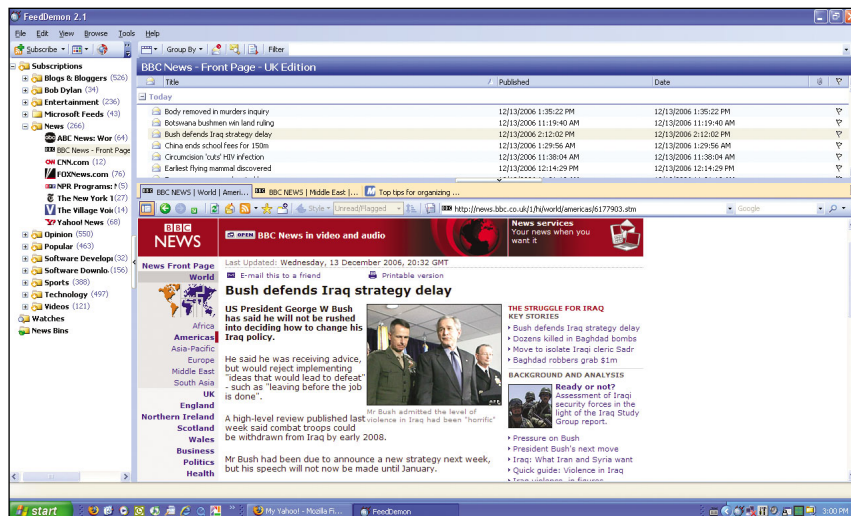 FeedDemon 2.1
File Edit View Browse Tools Help
Subscribe Group By Filter
Subscriptions
Blogs & Bloggers (526)
Bob Dylan (34)
Entertainment (236)
Microsoft Feeds (43)
News (266)
ABC News: Wor (64)
BBC News - Front Page
CNN.com (12)
FOXNews.com (76)
NPR Programs: (5)
The New York T (27)
The Village Voi (14)
Yahoo! News (68)
Opinion (550)
Popular (463)
Software Develop (32)
Software Downlo (156)
Sports (388)
Technology (497)
Videos (121)
Watches
News Bins
BBC News - Front Page - UK Edition
Title Published Date
Today
Body removed in murders inquiry 12/13/2006 1:35:22 PM 12/13/2006 1:35:22 PM
Botswana bushmen win land ruling 12/13/2006 11:19:40 AM 12/13/2006 11:19:40 AM
Bush defends Iraq strategy delay 12/13/2006 2:12:02 PM 12/13/2006 2:12:02 PM
China ends school fees for 150m 12/13/2006 1:29:56 AM 12/13/2006 1:29:56 AM
Circumcision 'cuts' HIV infection 12/13/2006 11:38:04 AM 12/13/2006 11:38:04 AM
Earliest flying mammal discovered 12/13/2006 12:14:29 PM 12/13/2006 12:14:29 PM
BBC NEWS | World | Ameri... BBC NEWS | Middle East |... Top tips for organizing ...
Style Unread/Flagged http://news.bbc.co.uk/1/hi/world/americas/6177903.stm Google
BBC NEWS
OPEN BBC News in video and audio
News services
Your news when you want it
News Front Page
World
Africa
Americas
Asia-Pacific
Europe
Middle East
South Asia
UK
England
Northern Ireland
Scotland
Wales
Business
Politics
Health
Last Updated: Wednesday, 13 December 2006, 20:32 GMT
E-mail this to a friend Printable version
Bush defends Iraq strategy delay
US President George W Bush
has said he will not be rushed
into deciding how to change his
Iraq policy.
He said he was receiving advice,
but would reject implementing
"ideas that would lead to defeat"
- such as "leaving before the job
is done".
A high-level review published last
week said combat troops could
be withdrawn from Iraq by early 2008.
Mr Bush had been due to announce a new strategy next week,
but his speech will not now be made until January.
Mr Bush admitted the level of
violence in Iraq had been "horrific"
THE STRUGGLE FOR IRAQ
KEY STORIES
Bush defends Iraq strategy delay
Dozens killed in Baghdad bombs
Move to isolate Iraqi cleric Sadr
Baghdad robbers grab $1m
BACKGROUND AND ANALYSIS
Ready or not?
Assessment of Iraqi
security forces in the
light of the Iraq Study
Group report.
Pressure on Bush
President Bush's next move
Iraq: What Iran and Syria want
Quick guide: Violence in Iraq
Iraq violence, in figures
start My Yahoo! - Mozilla Fi... FeedDemon 3:00 PM